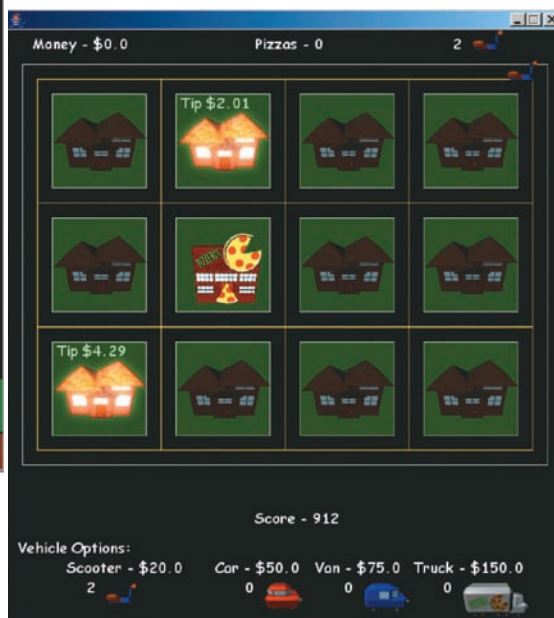 Money - $0.0 Pizzas - 0 2
Tip $2.01
Tip $4.29
Score - 912
Vehicle Options:
Scooter - $20.0 Car - $50.0 Van - $75.0 Truck - $150.0
2 0 0 0